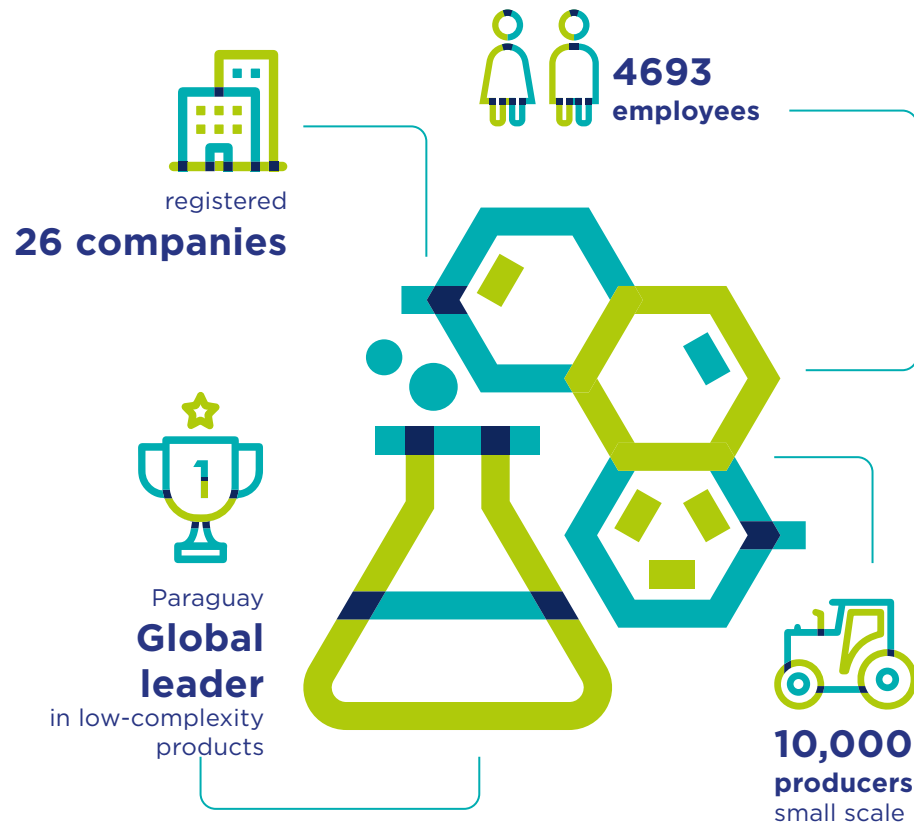 4693
employees
registered
26 companies
1
Paraguay
Global
leader
in low-complexity
products
10,000
producers
small scale